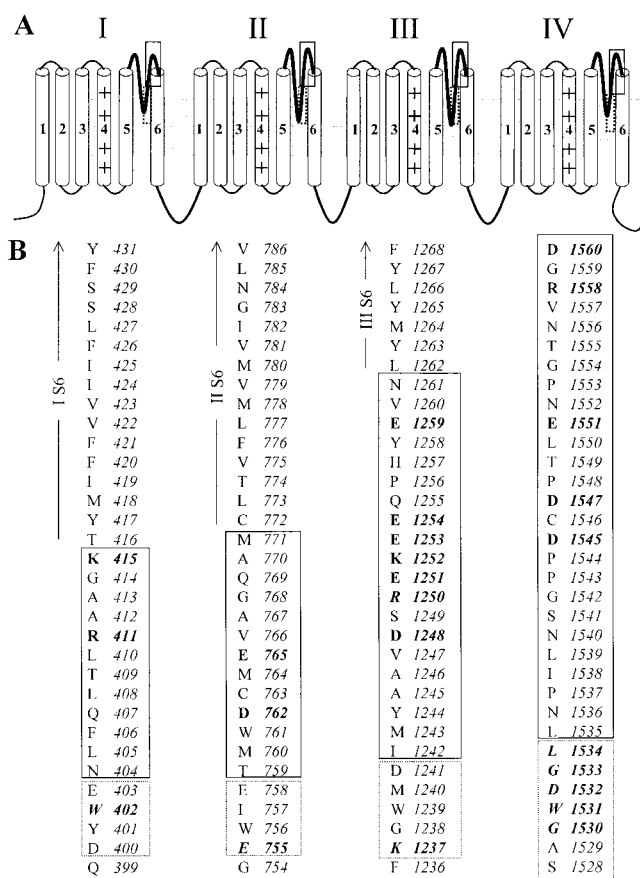 A I II III IV
1 2 3 4 5 6 1 2 3 4 5 6 1 2 3 4 5 6 1 2 3 4 5 6
+ + + +
+ + + +
+ + + +
+ + + +
B
I S6
II S6
III S6
Y 431 V 786 F 1268 D 1560
F 430 L 785 Y 1267 G 1559
S 429 N 784 L 1266 R 1558
S 428 G 783 Y 1265 V 1557
L 427 I 782 M 1264 N 1556
F 426 V 781 Y 1263 T 1555
I 425 M 780 L 1262 G 1554
I 424 V 779 N 1261 P 1553
V 423 M 778 V 1260 N 1552
V 422 L 777 E 1259 E 1551
F 421 F 776 Y 1258 L 1550
F 420 V 775 H 1257 T 1549
I 419 T 774 P 1256 P 1548
M 418 L 773 Q 1255 D 1547
Y 417 C 772 E 1254 C 1546
T 416 M 771 E 1253 D 1545
K 415 A 770 K 1252 P 1544
G 414 Q 769 E 1251 P 1543
A 413 G 768 R 1250 G 1542
A 412 A 767 S 1249 S 1541
R 411 V 766 D 1248 N 1540
L 410 E 765 V 1247 L 1539
T 409 M 764 A 1246 I 1538
L 408 C 763 A 1245 P 1537
Q 407 D 762 Y 1244 N 1536
F 406 W 761 M 1243 L 1535
L 405 M 760 I 1242 L 1534
N 404 T 759 D 1241 G 1533
E 403 E 758 M 1240 D 1532
W 402 I 757 W 1239 W 1531
Y 401 W 756 G 1238 G 1530
D 400 E 755 K 1237 A 1529
Q 399 G 754 F 1236 S 1528